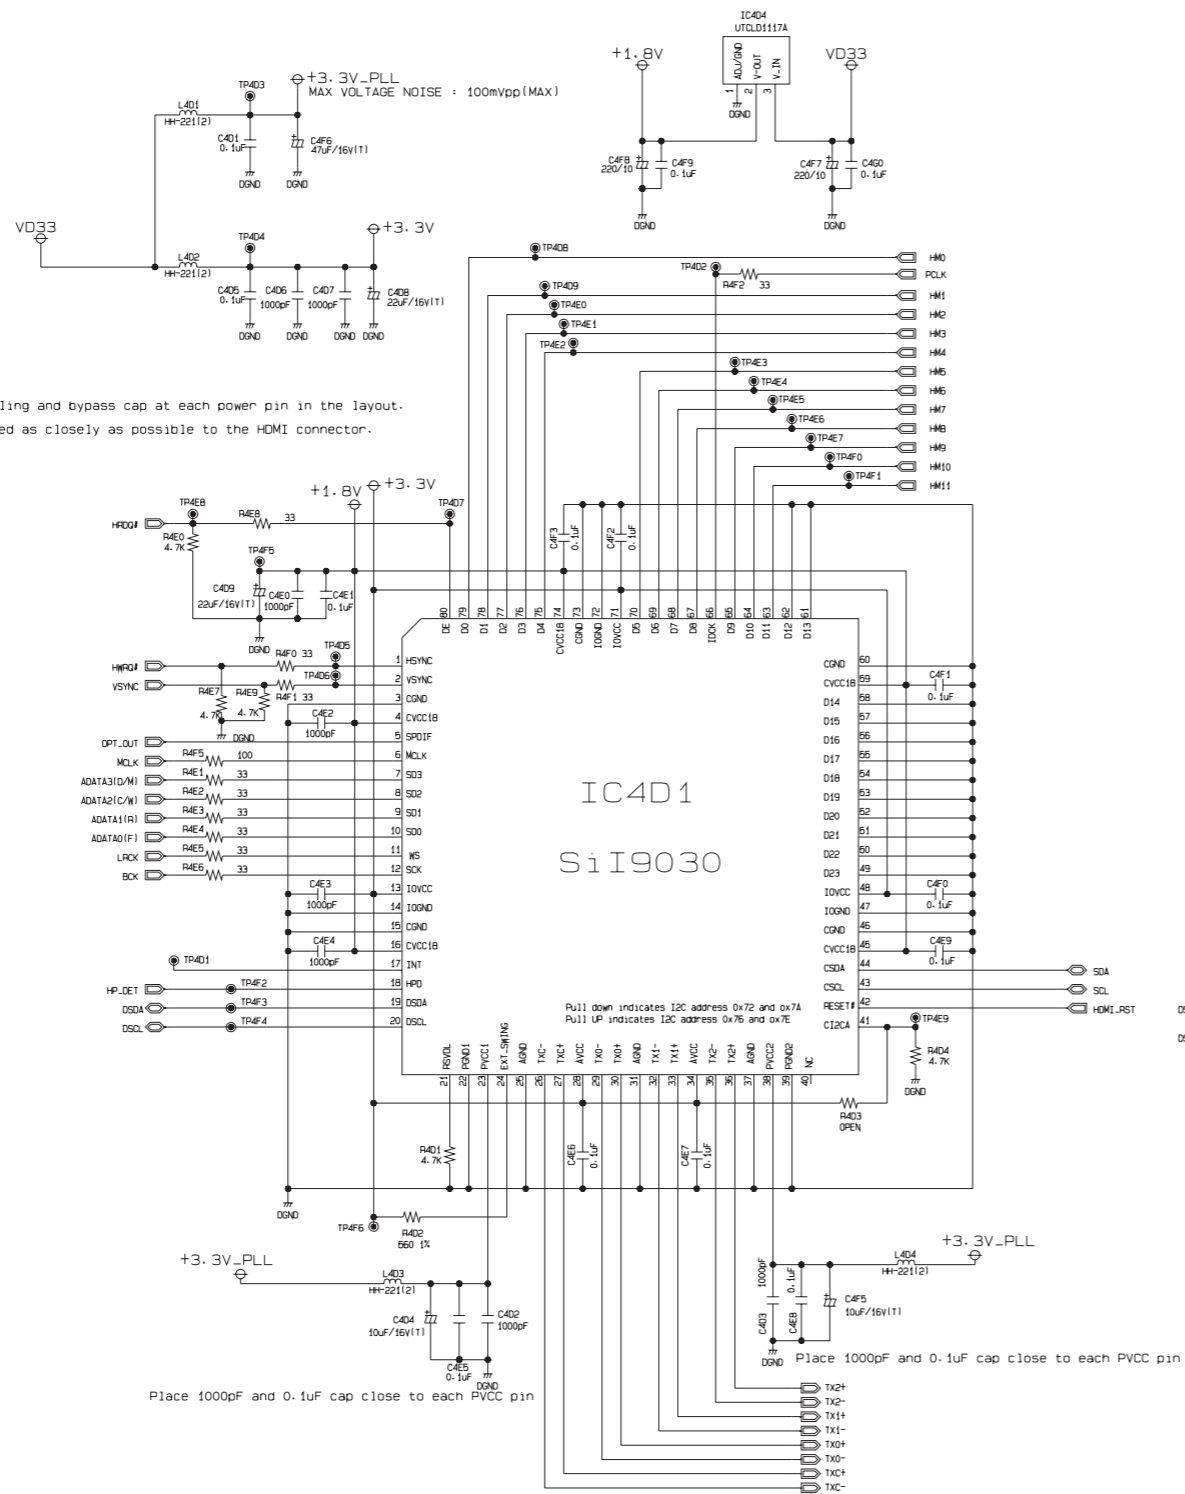 IC4D4
UTCLD1117A
+1.8V
VD33
ADJ/GND
V-OUT
V_IN
1
2
3
DGND
TP4D3
+3.3V_PLL
MAX VOLTAGE NOISE : 100mVpp(MAX)
L4D1
HH-221(2)
C4D1
0.1uF
C4F6
47uF/16V(T)
DGND
DGND
C4F8
220/10
C4F9
0.1uF
C4F7
220/10
C4G0
0.1uF
DGND
DGND
VD33
TP4D4
+3.3V
L4D2
HH-221(2)
C4D5
0.1uF
C4D6
1000pF
C4D7
1000pF
C4D8
22uF/16V(T)
DGND
DGND
DGND
DGND
TP4D8
HM0
TP4D2
R4F2
33
PCLK
TP4D9
HM1
TP4E0
HM2
TP4E1
HM3
TP4E2
HM4
TP4E3
HM5
TP4E4
HM6
TP4E5
HM7
TP4E6
HM8
TP4E7
HM9
TP4F0
HM10
TP4F1
HM11
ling and bypass cap at each power pin in the layout.
ed as closely as possible to the HDMI connector.
+1.8V
+3.3V
TP4E8
TP4D7
HRDQ#
R4E8
33
R4E0
4.7K
TP4F5
C4D9
22uF/16V(T)
C4E0
1000pF
C4E1
0.1uF
DGND
C4F3
0.1uF
C4F2
0.1uF
80
79
78
77
76
75
74
73
72
71
70
69
68
67
66
65
64
63
62
61
DE
D0
D1
D2
D3
D4
CVCC18
CGND
IOGND
IOVCC
D5
D6
D7
D8
IDCK
D9
D10
D11
D12
D13
HWRQ#
R4F0 33
TP4D5
1 HSYNC
VSYNC
TP4D6
R4F1 33
2 VSYNC
R4E7
4.7K
R4E9
4.7K
DGND
3 CGND
C4E2
1000pF
4 CVCC18
OPT_OUT
5 SPDIF
MCLK
R4F5
100
6 MCLK
ADATA3(D/M)
R4E1
33
7 SD3
ADATA2(C/W)
R4E2
33
8 SD2
ADATA1(R)
R4E3
33
9 SD1
ADATA0(F)
R4E4
33
10 SD0
LRCK
R4E5
33
11 WS
BCK
R4E6
33
12 SCK
C4E3
1000pF
13 IOVCC
14 IOGND
15 CGND
C4E4
1000pF
16 CVCC18
TP4D1
17 INT
HP_DET
TP4F2
18 HPD
DSDA
TP4F3
19 DSDA
DSCL
TP4F4
20 DSCL
IC4D1
SiI9030
CGND 60
CVCC18 59
C4F1
0.1uF
D14 58
D15 57
D16 56
D17 55
D18 54
D19 53
D20 52
D21 51
D22 50
D23 49
IOVCC 48
C4F0
0.1uF
IOGND 47
CGND 46
CVCC18 45
C4E9
0.1uF
CSDA 44
SDA
CSCL 43
SCL
RESET# 42
HDMI_RST
CI2CA 41
TP4E9
R4D4
4.7K
DGND
Pull down indicates I2C address 0x72 and ox7A
Pull UP indicates I2C address 0x76 and ox7E
RSVDL
PGND1
PVCC1
EXT_SWING
AGND
TXC-
TXC+
AVCC
TX0-
TX0+
AGND
TX1-
TX1+
AVCC
TX2-
TX2+
AGND
PVCC2
PGND2
NC
21
22
23
24
25
26
27
28
29
30
31
32
33
34
35
36
37
38
39
40
R4D3
OPEN
R4D1
4.7K
C4E6
0.1uF
C4E7
0.1uF
DGND
TP4F6
R4D2
560 1%
+3.3V_PLL
L4D3
HH-221(2)
C4D4
10uF/16V(T)
C4E5
0.1uF
C4D2
1000pF
DGND
Place 1000pF and 0.1uF cap close to each PVCC pin
+3.3V_PLL
L4D4
HH-221(2)
1000pF
C4D3
0.1uF
C4E8
C4F5
10uF/16V(T)
DGND
Place 1000pF and 0.1uF cap close to each PVCC pin
TX2+
TX2-
TX1+
TX1-
TX0+
TX0-
TXC+
TXC-